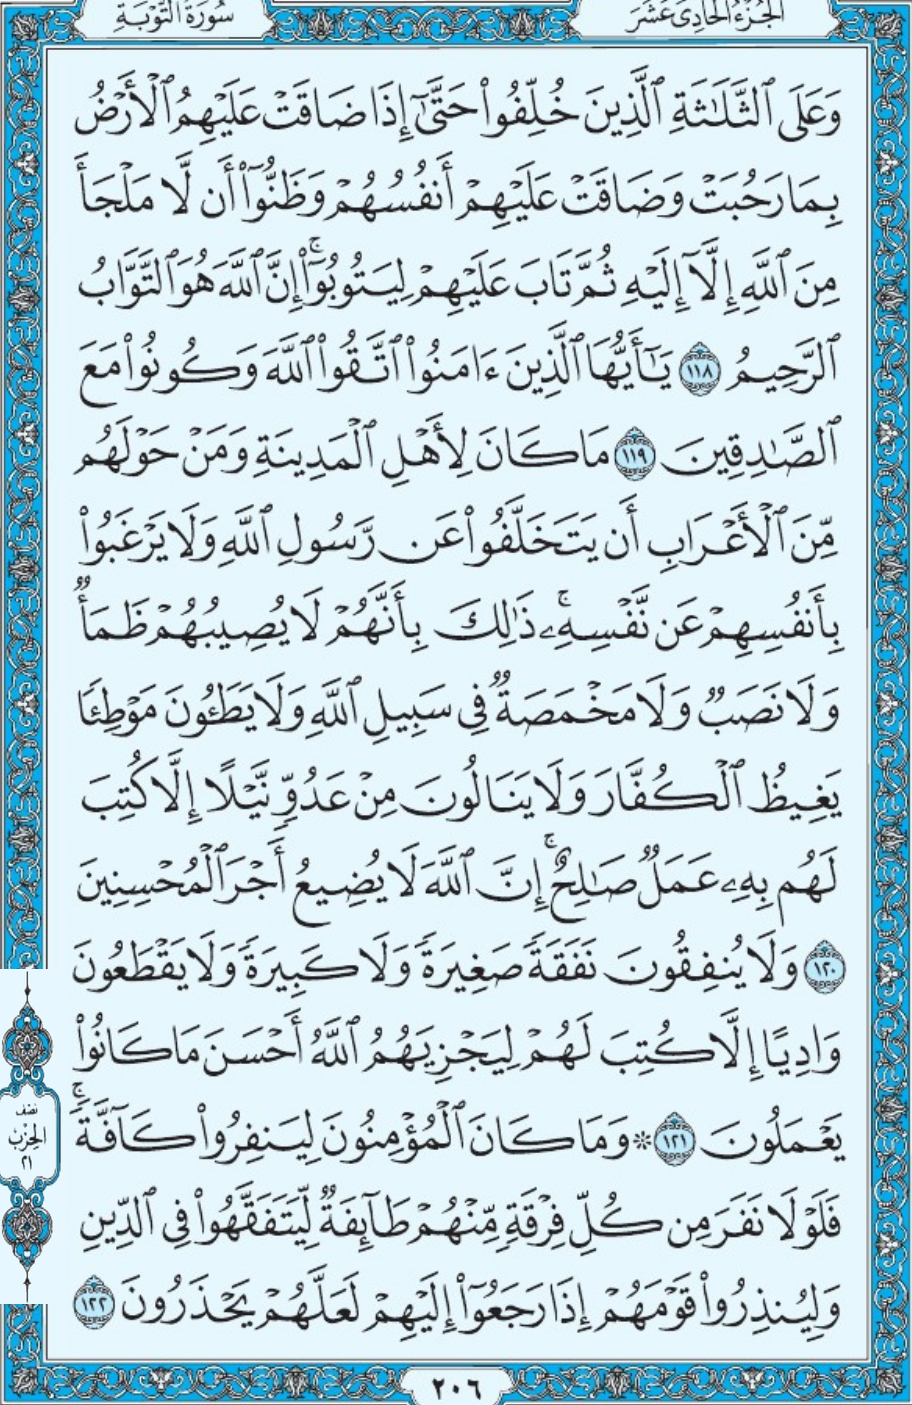 الجُزْءُ الحَادِى عَشَرَ
سُورَةُ التَّوْبَةِ
وَعَلَى ٱلثَّلَٰثَةِ ٱلَّذِينَ خُلِّفُوا۟ حَتَّىٰٓ إِذَا ضَاقَتْ عَلَيْهِمُ ٱلْأَرْضُ
بِمَا رَحُبَتْ وَضَاقَتْ عَلَيْهِمْ أَنفُسُهُمْ وَظَنُّوٓا۟ أَن لَّا مَلْجَأَ
مِنَ ٱللَّهِ إِلَّآ إِلَيْهِ ثُمَّ تَابَ عَلَيْهِمْ لِيَتُوبُوٓا۟ ۚ إِنَّ ٱللَّهَ هُوَ ٱلتَّوَّابُ
ٱلرَّحِيمُ ١١٨ يَٰٓأَيُّهَا ٱلَّذِينَ ءَامَنُوا۟ ٱتَّقُوا۟ ٱللَّهَ وَكُونُوا۟ مَعَ
ٱلصَّٰدِقِينَ ١١٩ مَا كَانَ لِأَهْلِ ٱلْمَدِينَةِ وَمَنْ حَوْلَهُم
مِّنَ ٱلْأَعْرَابِ أَن يَتَخَلَّفُوا۟ عَن رَّسُولِ ٱللَّهِ وَلَا يَرْغَبُوا۟
بِأَنفُسِهِمْ عَن نَّفْسِهِۦ ۚ ذَٰلِكَ بِأَنَّهُمْ لَا يُصِيبُهُمْ ظَمَأٌ
وَلَا نَصَبٌ وَلَا مَخْمَصَةٌ فِى سَبِيلِ ٱللَّهِ وَلَا يَطَـُٔونَ مَوْطِئًا
يَغِيظُ ٱلْكُفَّارَ وَلَا يَنَالُونَ مِنْ عَدُوٍّ نَّيْلًا إِلَّا كُتِبَ
لَهُم بِهِۦ عَمَلٌ صَٰلِحٌ ۚ إِنَّ ٱللَّهَ لَا يُضِيعُ أَجْرَ ٱلْمُحْسِنِينَ
١٢٠ وَلَا يُنفِقُونَ نَفَقَةً صَغِيرَةً وَلَا كَبِيرَةً وَلَا يَقْطَعُونَ
وَادِيًا إِلَّا كُتِبَ لَهُمْ لِيَجْزِيَهُمُ ٱللَّهُ أَحْسَنَ مَا كَانُوا۟
يَعْمَلُونَ ١٢١ ۞ وَمَا كَانَ ٱلْمُؤْمِنُونَ لِيَنفِرُوا۟ كَآفَّةً ۚ
نصف
الحِزْب
٢١
فَلَوْلَا نَفَرَ مِن كُلِّ فِرْقَةٍ مِّنْهُمْ طَآئِفَةٌ لِّيَتَفَقَّهُوا۟ فِى ٱلدِّينِ
وَلِيُنذِرُوا۟ قَوْمَهُمْ إِذَا رَجَعُوٓا۟ إِلَيْهِمْ لَعَلَّهُمْ يَحْذَرُونَ ١٢٢
٢٠٦